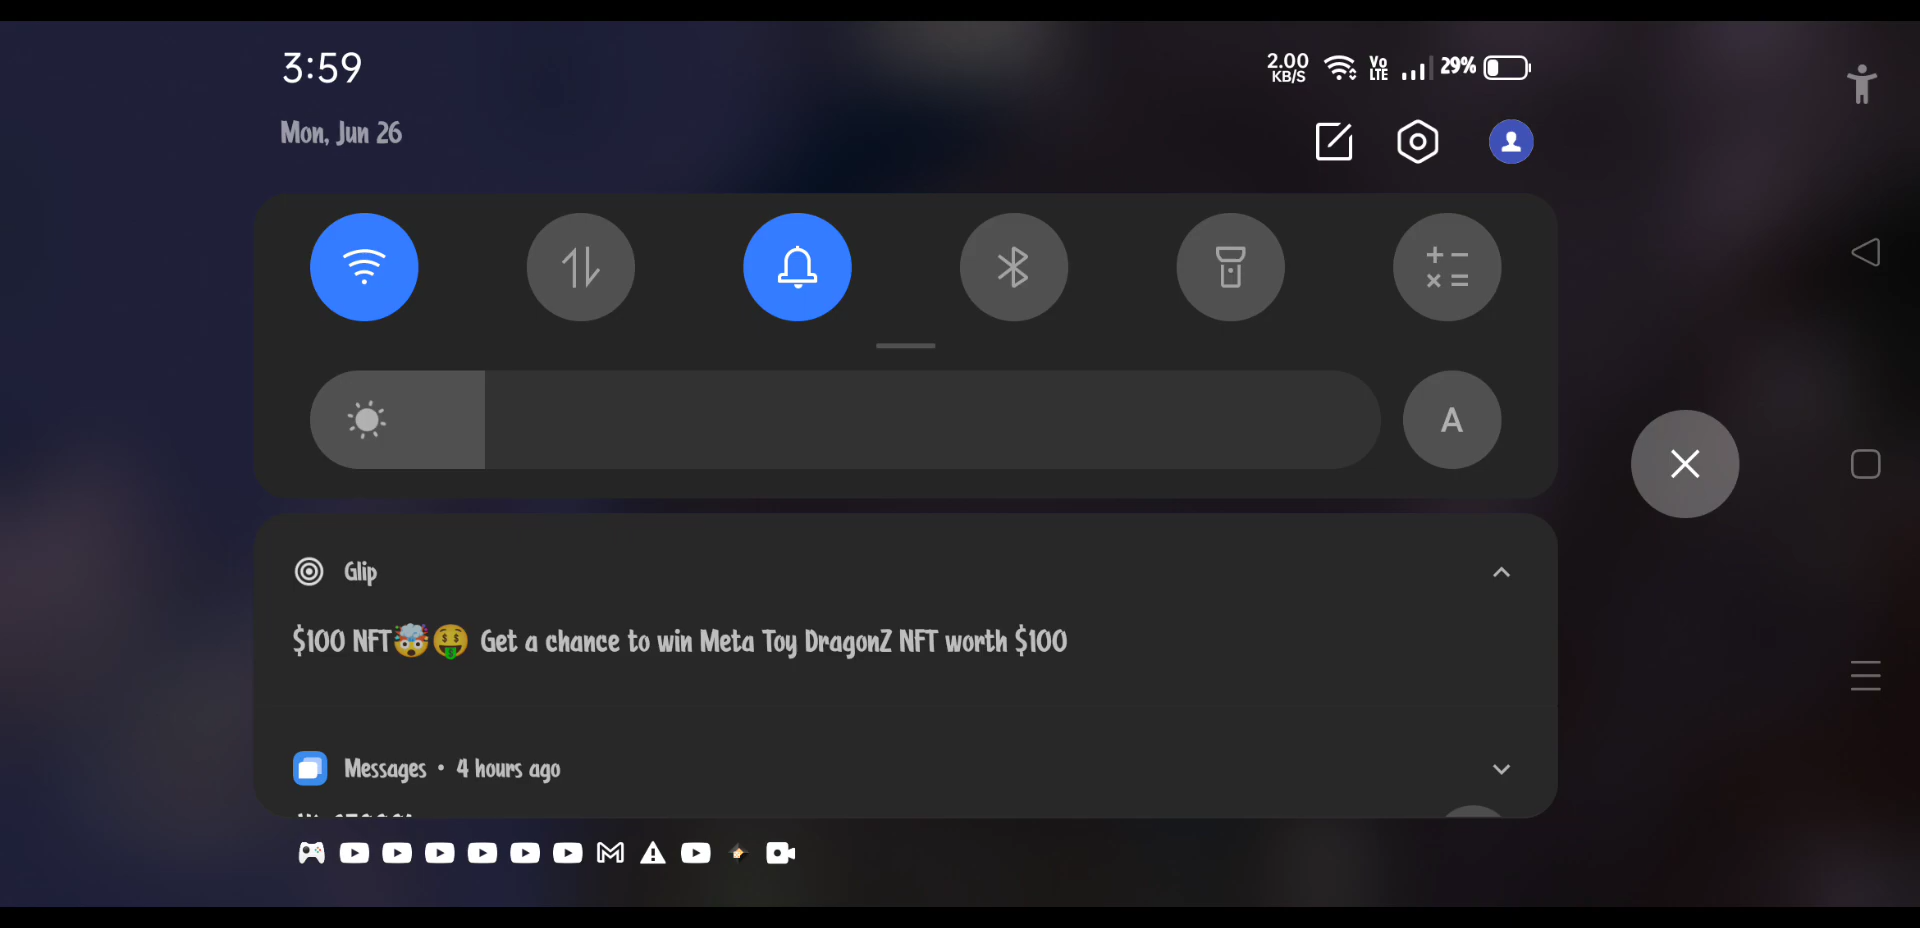 3:59
2.00 KB/S Vo LTE 29%
Mon, Jun 26
A
Glip
$100 NFT🤯🤑 Get a chance to win Meta Toy DragonZ NFT worth $100
Messages • 4 hours ago